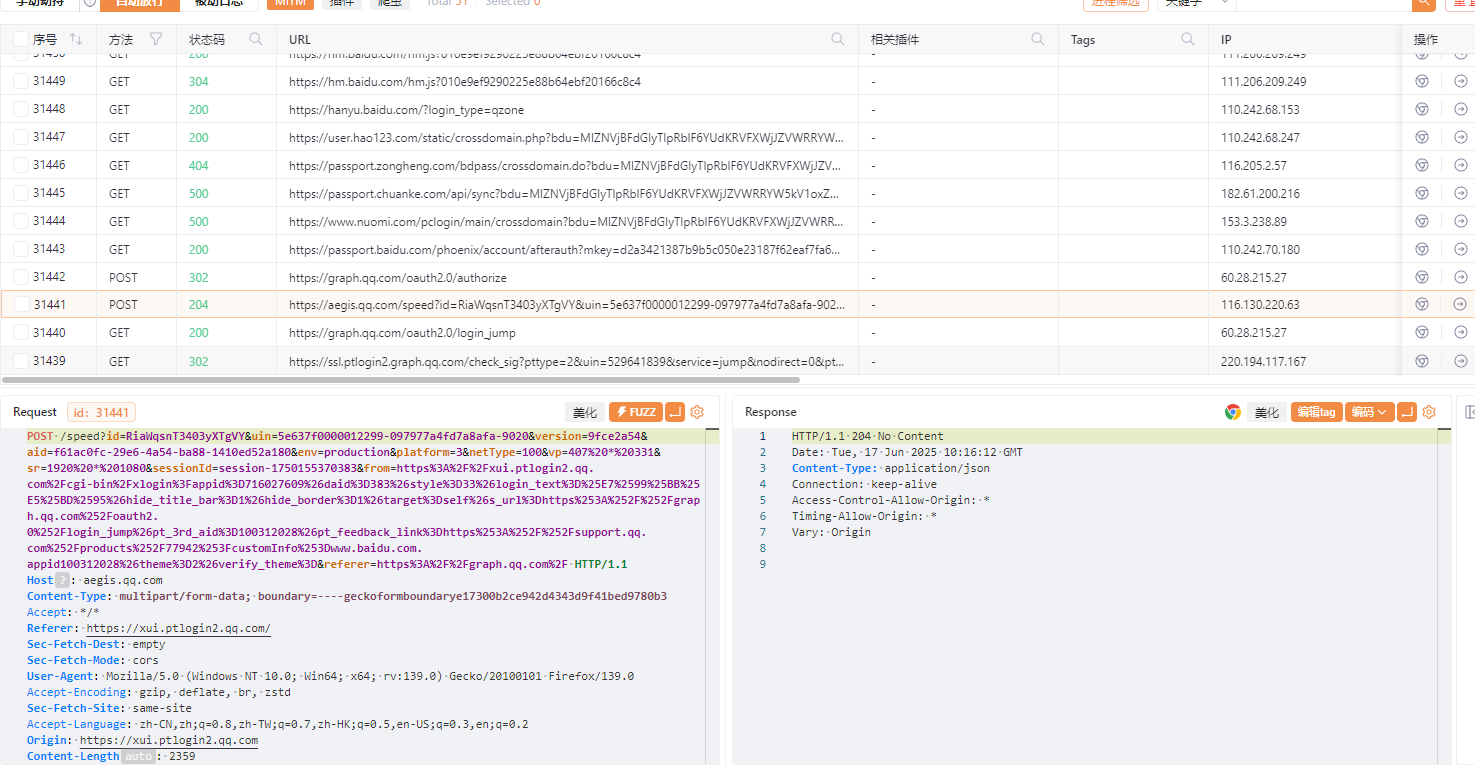 手动劫持 自动放行 被动日志 MITM 插件 爬虫 Total 51 Selected 0 进程筛选 关键字
序号 方法 状态码 URL 相关插件 Tags IP 操作
31450 GET 200 https://hm.baidu.com/hm.js?010e9ef9290225e88b64ebf20166c8c4 - 111.206.209.249
31449 GET 304 https://hm.baidu.com/hm.js?010e9ef9290225e88b64ebf20166c8c4 - 111.206.209.249
31448 GET 200 https://hanyu.baidu.com/?login_type=qzone - 110.242.68.153
31447 GET 200 https://user.hao123.com/static/crossdomain.php?bdu=MIZNVjBFdGlyTlpRblF6YUdKRVFXWjJZVWRRYW... - 110.242.68.247
31446 GET 404 https://passport.zongheng.com/bdpass/crossdomain.do?bdu=MIZNVjBFdGlyTlpRblF6YUdKRVFXWjJZV... - 116.205.2.57
31445 GET 500 https://passport.chuanke.com/api/sync?bdu=MIZNVjBFdGlyTlpRblF6YUdKRVFXWjJZVWRRYW5kV1oxZ... - 182.61.200.216
31444 GET 500 https://www.nuomi.com/pclogin/main/crossdomain?bdu=MIZNVjBFdGlyTlpRblF6YUdKRVFXWjJZVWRR... - 153.3.238.89
31443 GET 200 https://passport.baidu.com/phoenix/account/afterauth?mkey=d2a3421387b9b5c050e23187f62eaf7fa6... - 110.242.70.180
31442 POST 302 https://graph.qq.com/oauth2.0/authorize - 60.28.215.27
31441 POST 204 https://aegis.qq.com/speed?id=RiaWqsnT3403yXTgVY&uin=5e637f0000012299-097977a4fd7a8afa-902... - 116.130.220.63
31440 GET 200 https://graph.qq.com/oauth2.0/login_jump - 60.28.215.27
31439 GET 302 https://ssl.ptlogin2.graph.qq.com/check_sig?pttype=2&uin=529641839&service=jump&nodirect=0&pt... - 220.194.117.167
Request id: 31441 美化 FUZZ
POST /speed?id=RiaWqsnT3403yXTgVY&uin=5e637f0000012299-097977a4fd7a8afa-9020&version=9fce2a54&
aid=f61ac0fc-29e6-4a54-ba88-1410ed52a180&env=production&platform=3&netType=100&vp=407%20*%20331&
sr=1920%20*%201080&sessionId=session-1750155370383&from=https%3A%2F%2Fxui.ptlogin2.qq.
com%2Fcgi-bin%2Fxlogin%3Fappid%3D716027609%26daid%3D383%26style%3D33%26login_text%3D%25E7%2599%25BB%25
E5%25BD%2595%26hide_title_bar%3D1%26hide_border%3D1%26target%3Dself%26s_url%3Dhttps%253A%252F%252Fgrap
h.qq.com%252Foauth2.
0%252Flogin_jump%26pt_3rd_aid%3D100312028%26pt_feedback_link%3Dhttps%253A%252F%252Fsupport.qq.
com%252Fproducts%252F77942%253FcustomInfo%253Dwww.baidu.com.
appid100312028%26theme%3D2%26verify_theme%3D&referer=https%3A%2F%2Fgraph.qq.com%2F HTTP/1.1
Host ? : aegis.qq.com
Content-Type: multipart/form-data; boundary=----geckoformboundarye17300b2ce942d4343d9f41bed9780b3
Accept: */*
Referer: https://xui.ptlogin2.qq.com/
Sec-Fetch-Dest: empty
Sec-Fetch-Mode: cors
User-Agent: Mozilla/5.0 (Windows NT 10.0; Win64; x64; rv:139.0) Gecko/20100101 Firefox/139.0
Accept-Encoding: gzip, deflate, br, zstd
Sec-Fetch-Site: same-site
Accept-Language: zh-CN,zh;q=0.8,zh-TW;q=0.7,zh-HK;q=0.5,en-US;q=0.3,en;q=0.2
Origin: https://xui.ptlogin2.qq.com
Content-Length auto : 2359
Response 美化 编辑tag 编码
1 HTTP/1.1 204 No Content
2 Date: Tue, 17 Jun 2025 10:16:12 GMT
3 Content-Type: application/json
4 Connection: keep-alive
5 Access-Control-Allow-Origin: *
6 Timing-Allow-Origin: *
7 Vary: Origin
8
9